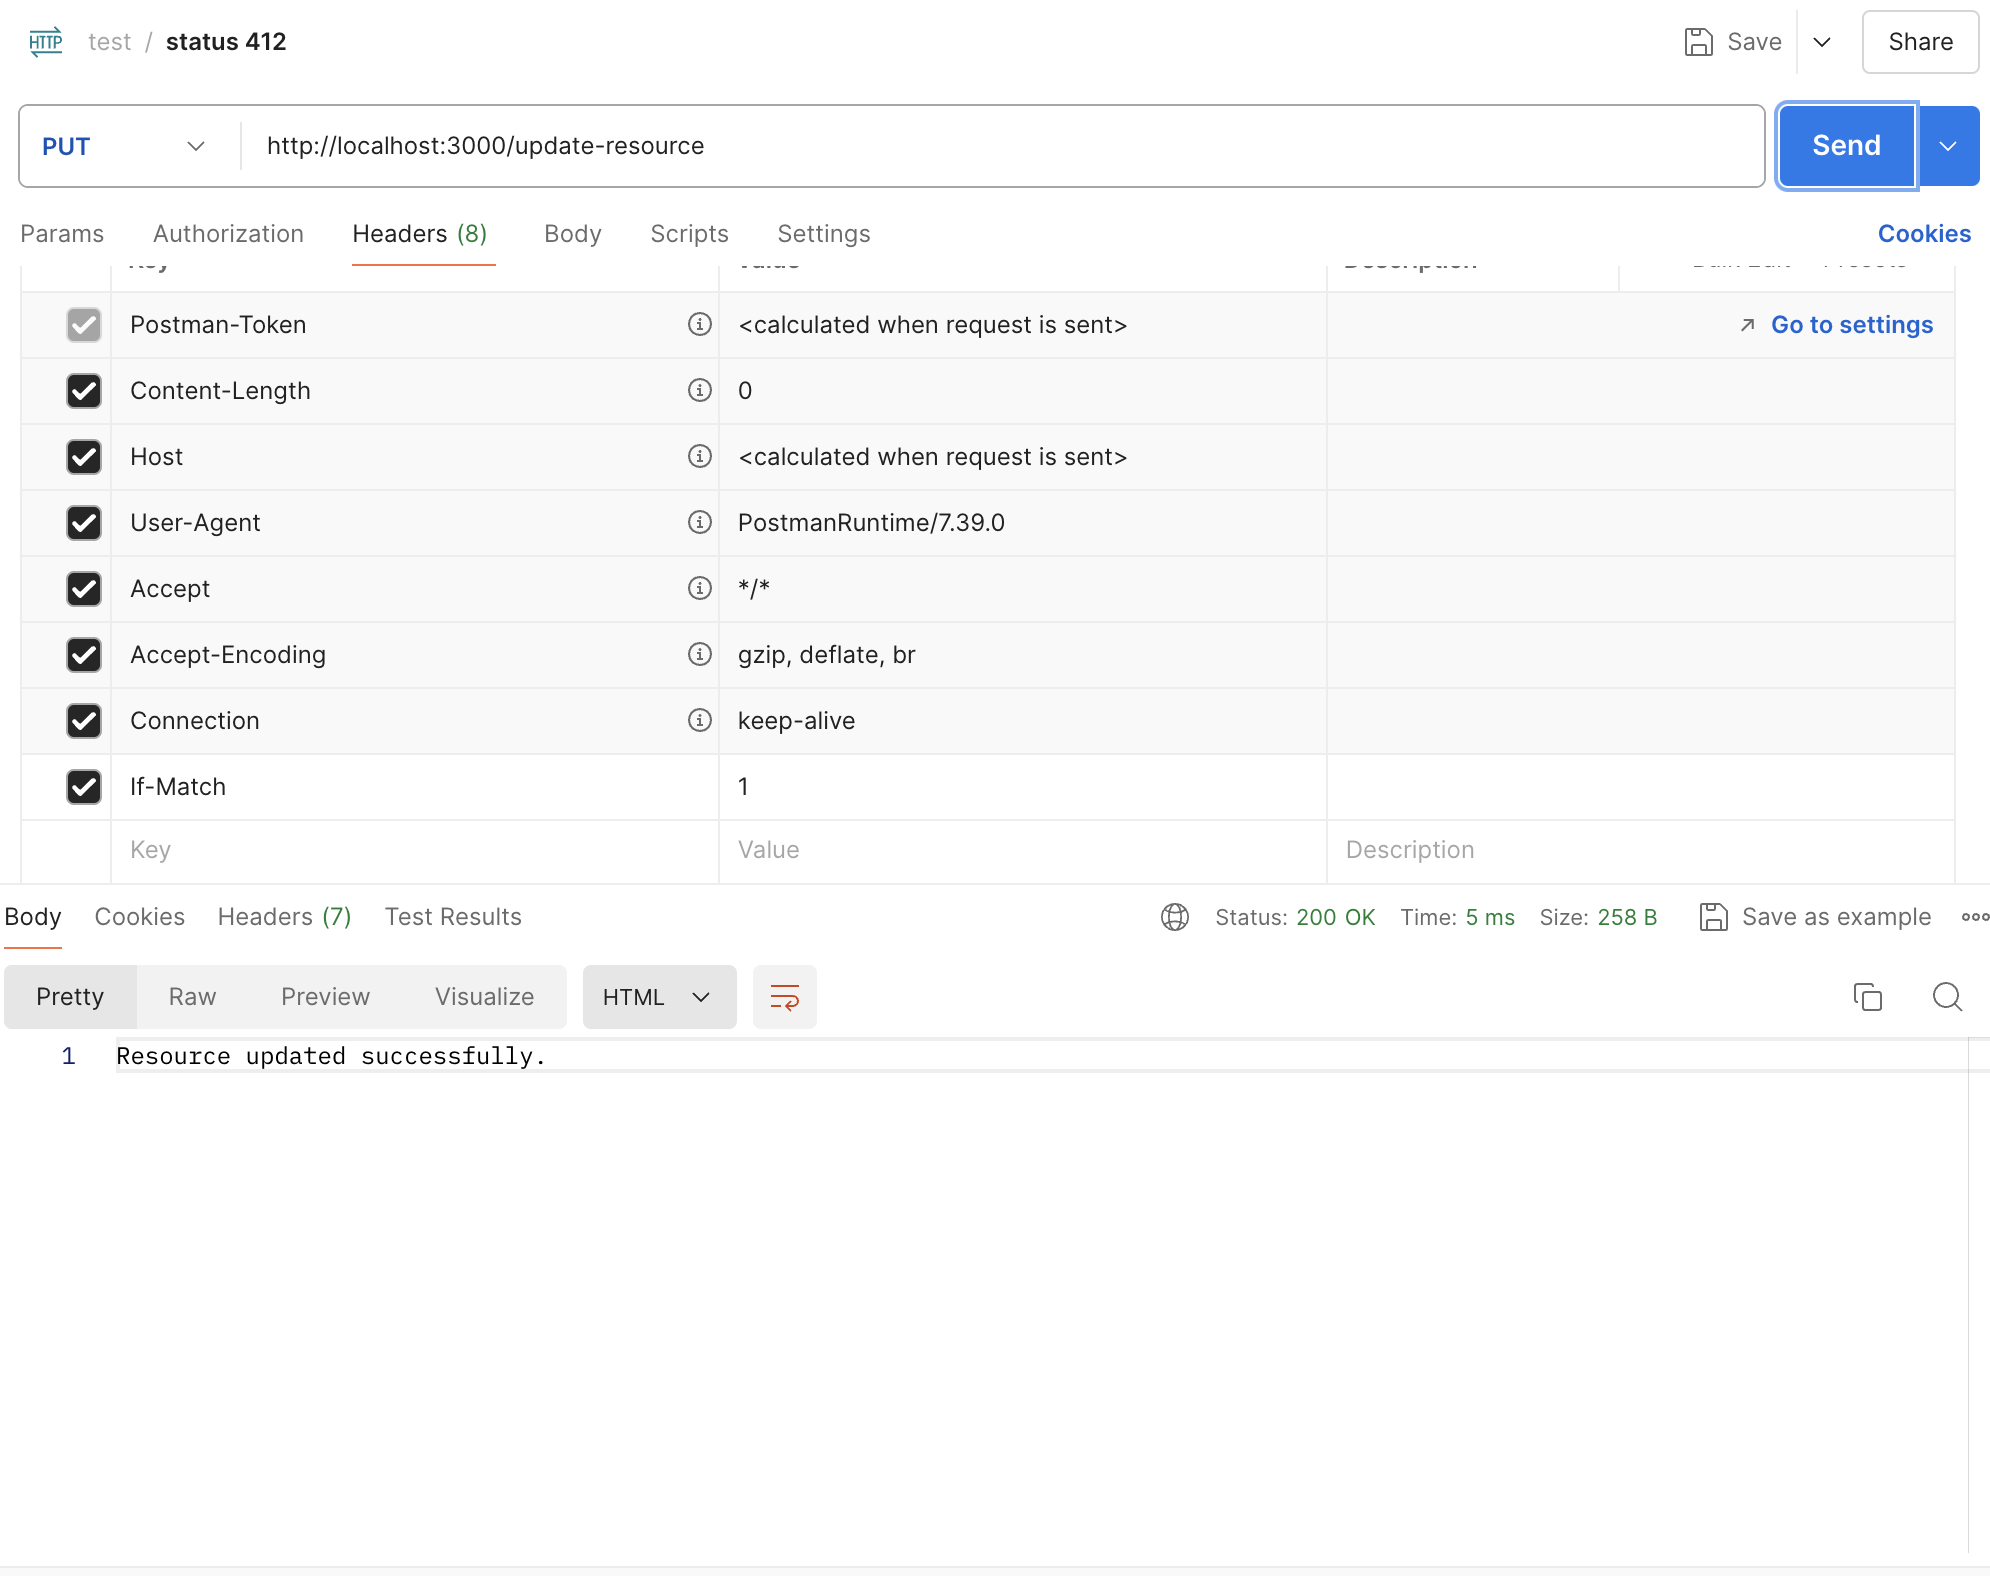 HTTP test / status 412 Save Share
PUT http://localhost:3000/update-resource Send
Params Authorization Headers (8) Body Scripts Settings Cookies
Key Value Description Bulk Edit Presets
Postman-Token <calculated when request is sent> Go to settings
Content-Length 0
Host <calculated when request is sent>
User-Agent PostmanRuntime/7.39.0
Accept */*
Accept-Encoding gzip, deflate, br
Connection keep-alive
If-Match 1
Key Value Description
Body Cookies Headers (7) Test Results Status: 200 OK Time: 5 ms Size: 258 B Save as example
Pretty Raw Preview Visualize HTML
1 Resource updated successfully.